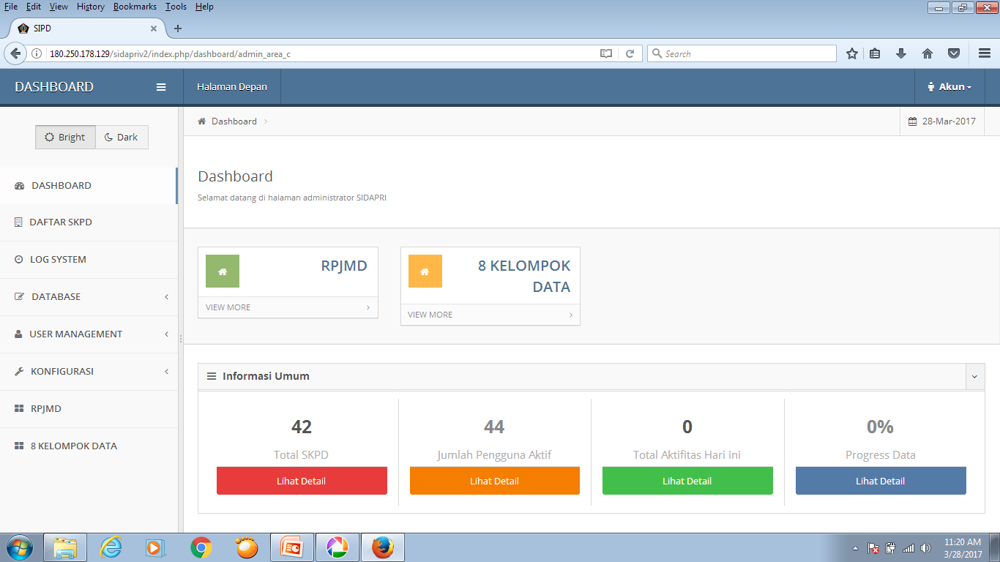 File Edit View History Bookmarks Tools Help
SIPD
180.250.178.129/sidapriv2/index.php/dashboard/admin_area_c
Search
DASHBOARD
Halaman Depan
Akun
Bright
Dark
Dashboard
28-Mar-2017
DASHBOARD
DAFTAR SKPD
LOG SYSTEM
DATABASE
USER MANAGEMENT
KONFIGURASI
RPJMD
8 KELOMPOK DATA
Dashboard
Selamat datang di halaman administrator SIDAPRI
RPJMD
VIEW MORE
8 KELOMPOK
DATA
VIEW MORE
Informasi Umum
42
Total SKPD
Lihat Detail
44
Jumlah Pengguna Aktif
Lihat Detail
0
Total Aktifitas Hari ini
Lihat Detail
0%
Progress Data
Lihat Detail
11:20 AM
3/28/2017